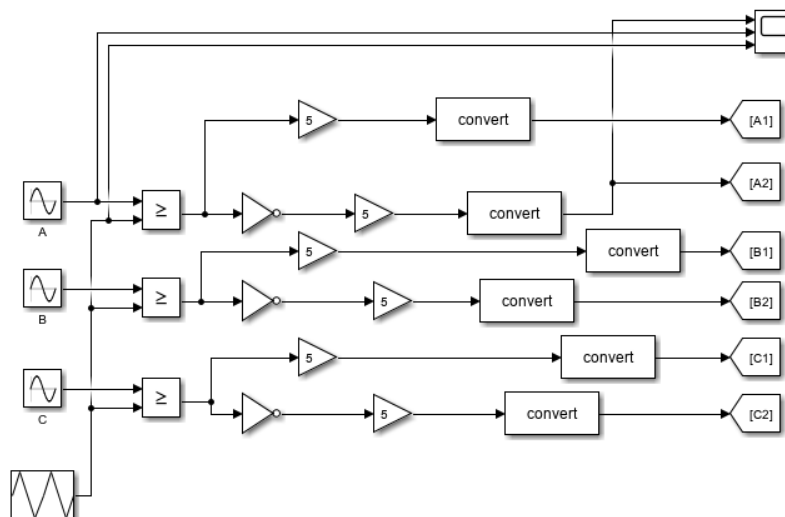 5
convert
[A1]
[A2]
A
≥
5
convert
5
convert
[B1]
B
≥
5
convert
[B2]
5
convert
[C1]
C
≥
5
convert
[C2]